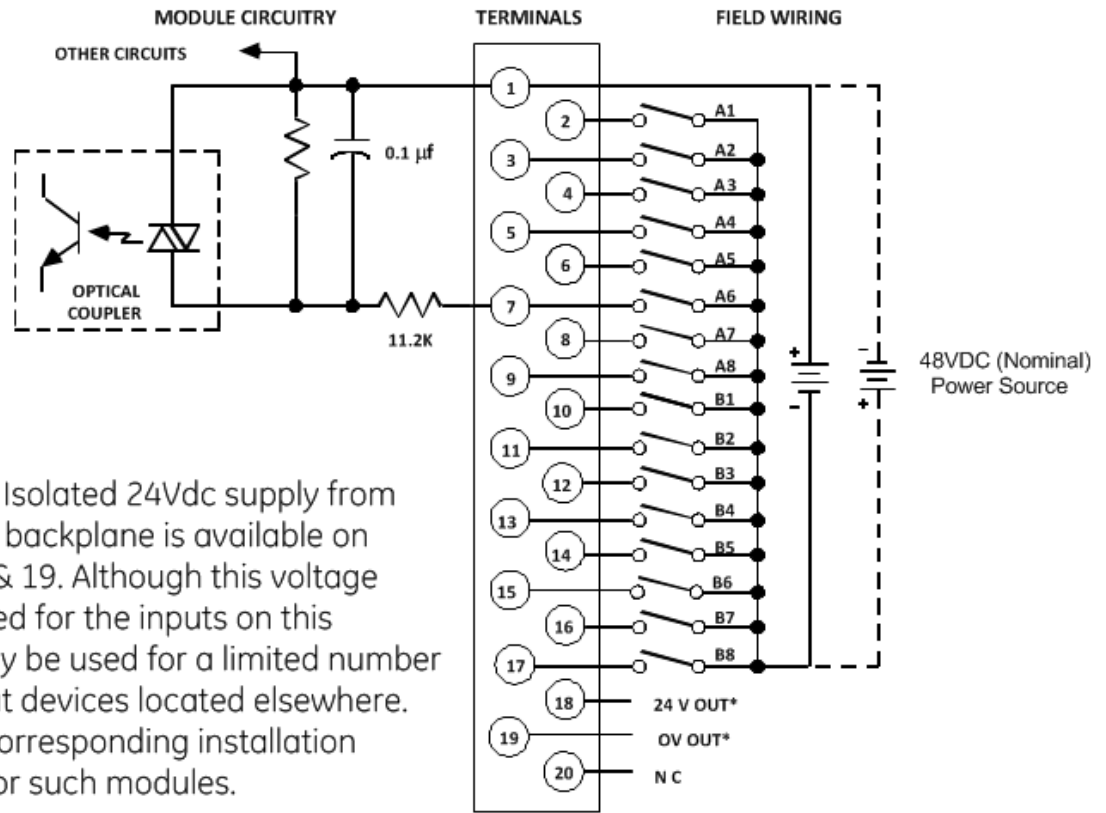 MODULE CIRCUITRY
TERMINALS
FIELD WIRING
OTHER CIRCUITS
1
2
A1
3
A2
0.1 µf
4
A3
5
A4
6
A5
OPTICAL
COUPLER
7
A6
11.2K
8
A7
9
A8
10
B1
+
-
−
+
48VDC (Nominal)
Power Source
11
B2
12
B3
13
B4
14
B5
15
B6
16
B7
17
B8
18
24 V OUT*
19
OV OUT*
20
N C
Isolated 24Vdc supply from
backplane is available on
& 19. Although this voltage
ed for the inputs on this
y be used for a limited number
t devices located elsewhere.
orresponding installation
or such modules.